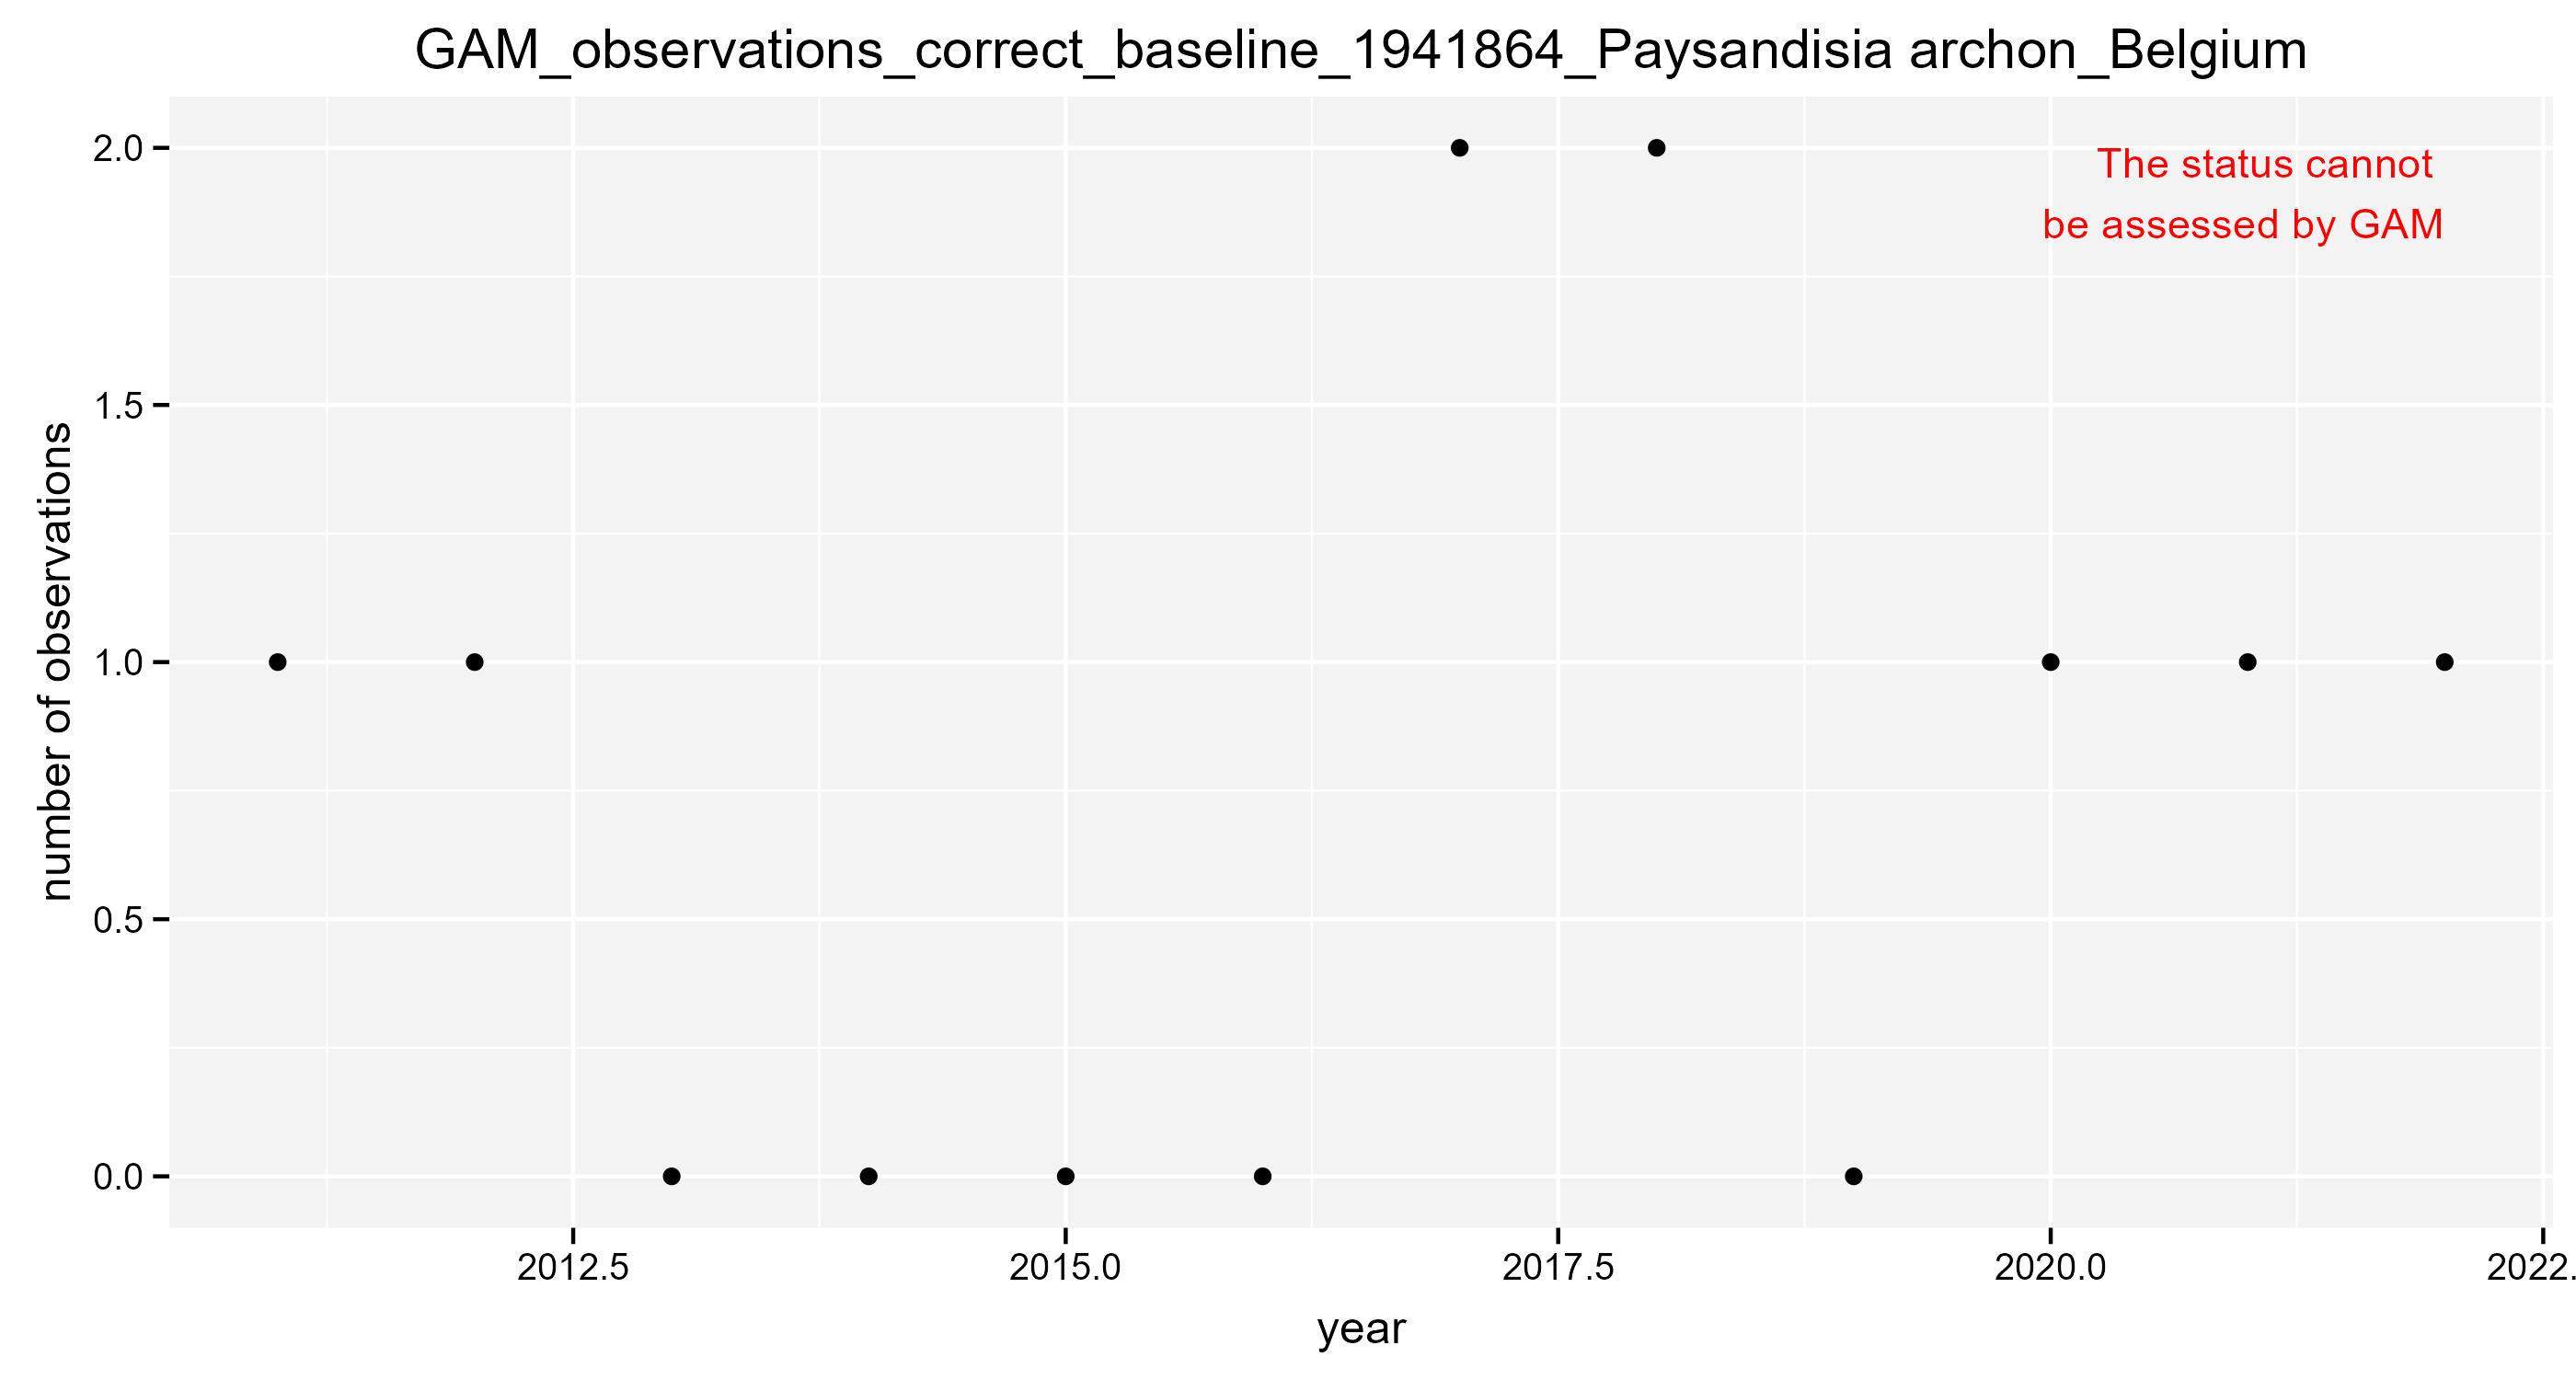 GAM_observations_correct_baseline_1941864_Paysandisia archon_Belgium
The status cannot
be assessed by GAM
number of observations
2.0
1.5
1.0
0.5
0.0
2012.5 2015.0 2017.5 2020.0 2022.
year